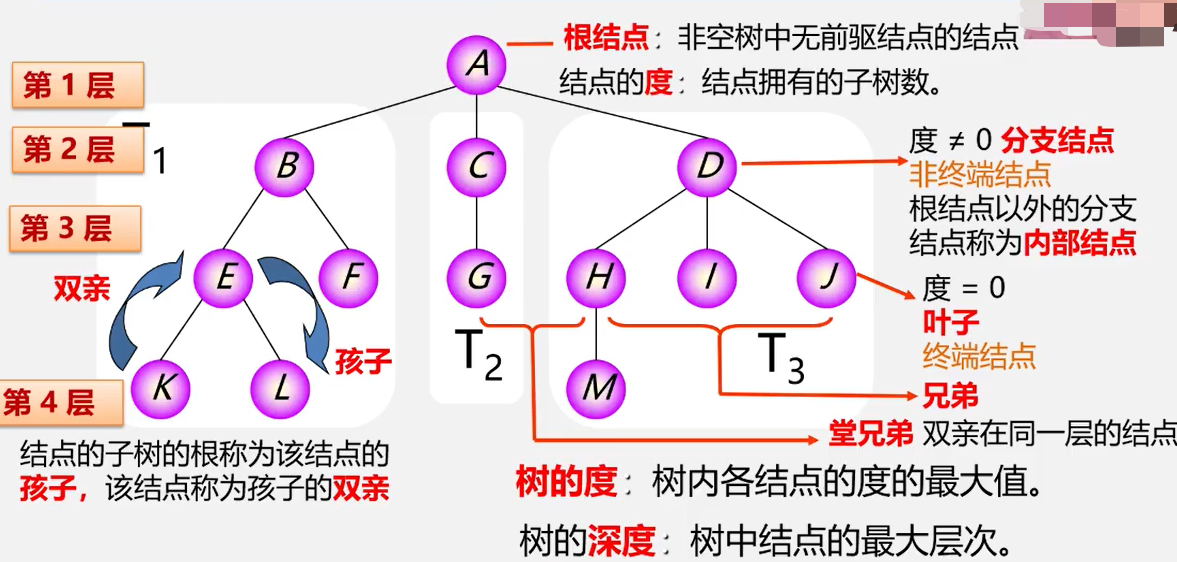 根结点：非空树中无前驱结点的结点
结点的度：结点拥有的子树数。
A
第 1 层
第 2 层
1
B
C
D
度 ≠ 0 分支结点
非终端结点
根结点以外的分支
结点称为内部结点
第 3 层
双亲
E
F
G
H
I
J
度 = 0
叶子
终端结点
T2
T3
孩子
第 4 层
K
L
M
兄弟
堂兄弟 双亲在同一层的结点
结点的子树的根称为该结点的
孩子，该结点称为孩子的双亲
树的度：树内各结点的度的最大值。
树的深度：树中结点的最大层次。